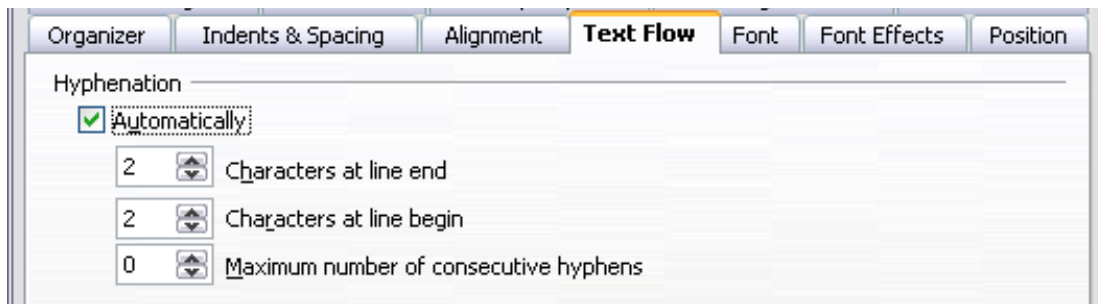 Organizer Indents & Spacing Alignment Text Flow Font Font Effects Position
Hyphenation
Automatically
2 Characters at line end
2 Characters at line begin
0 Maximum number of consecutive hyphens